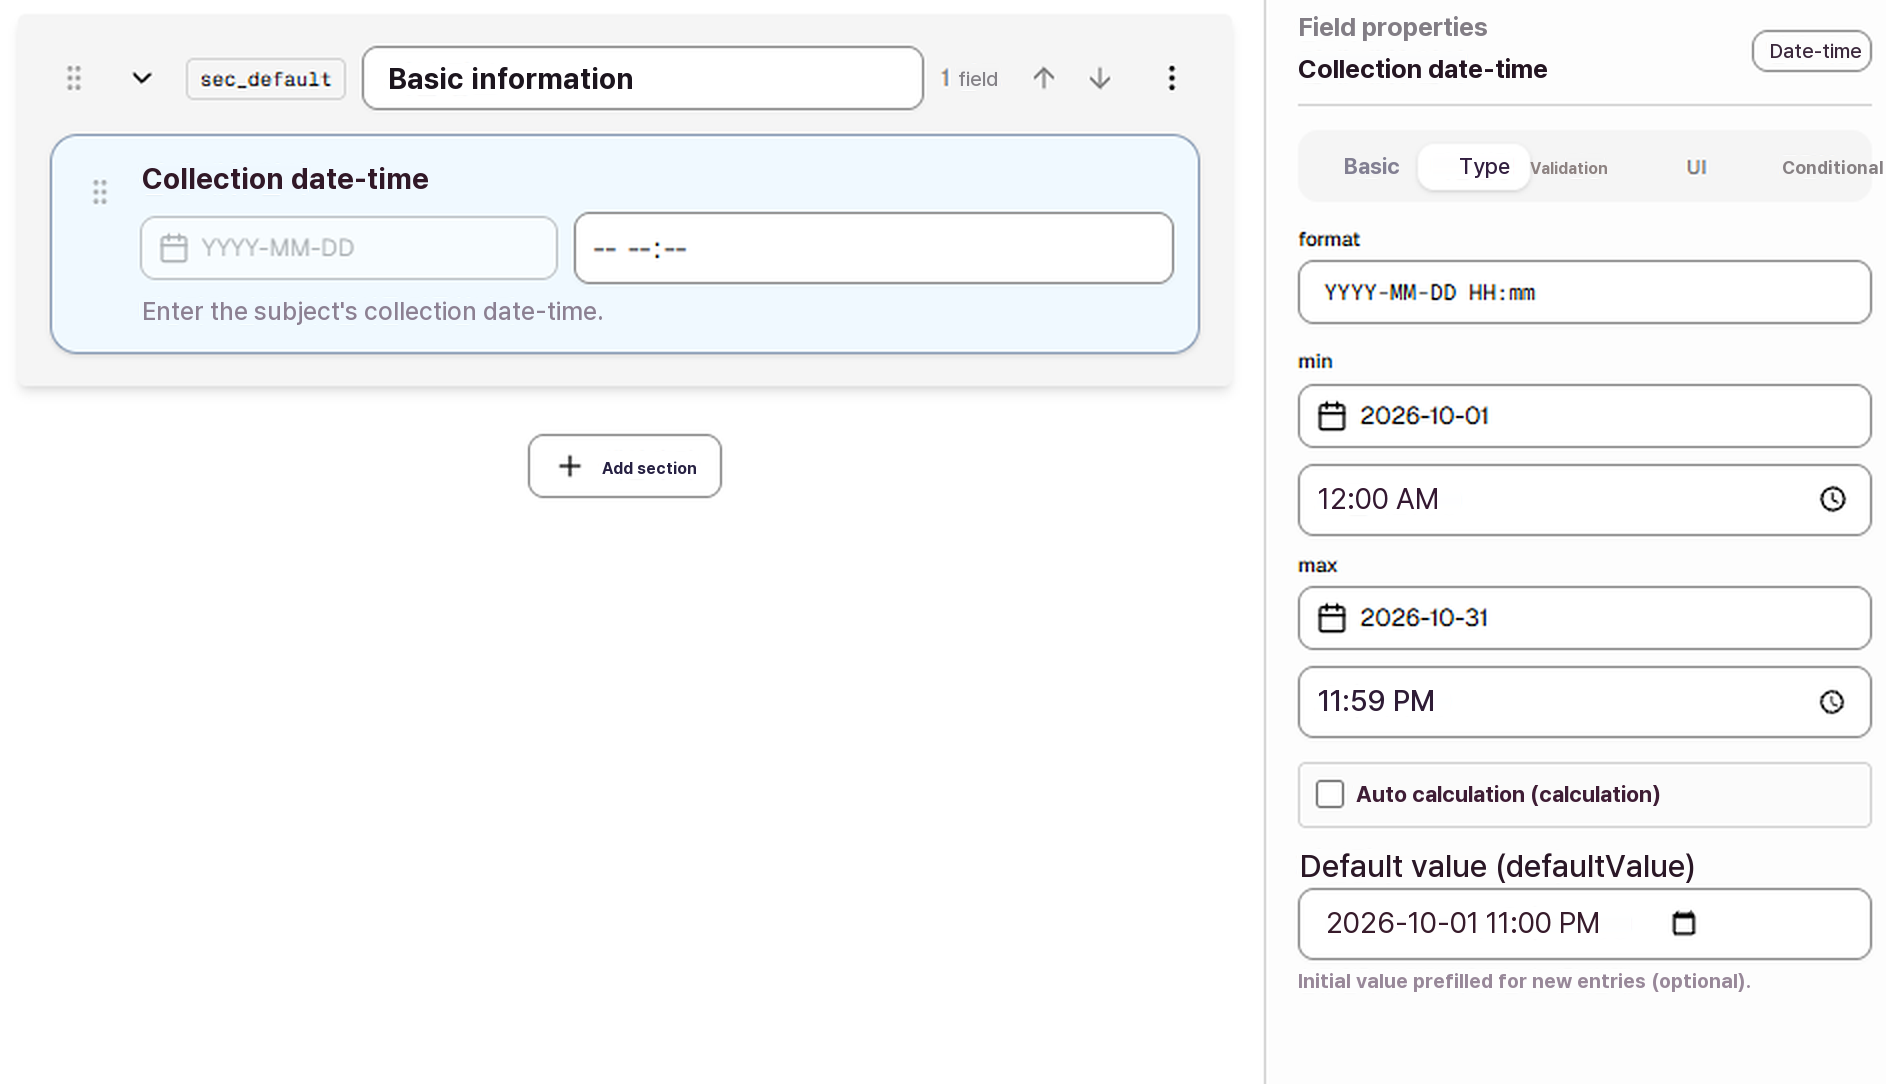 sec_default Basic information 1 field
Collection date-time
YYYY-MM-DD -- --:--
Enter the subject's collection date-time.
Add section
Field properties
Collection date-time Date-time
Basic Type Validation UI Conditional
format
YYYY-MM-DD HH:mm
min
2026-10-01
12:00 AM
max
2026-10-31
11:59 PM
Auto calculation (calculation)
Default value (defaultValue)
2026-10-01 11:00 PM
Initial value prefilled for new entries (optional).